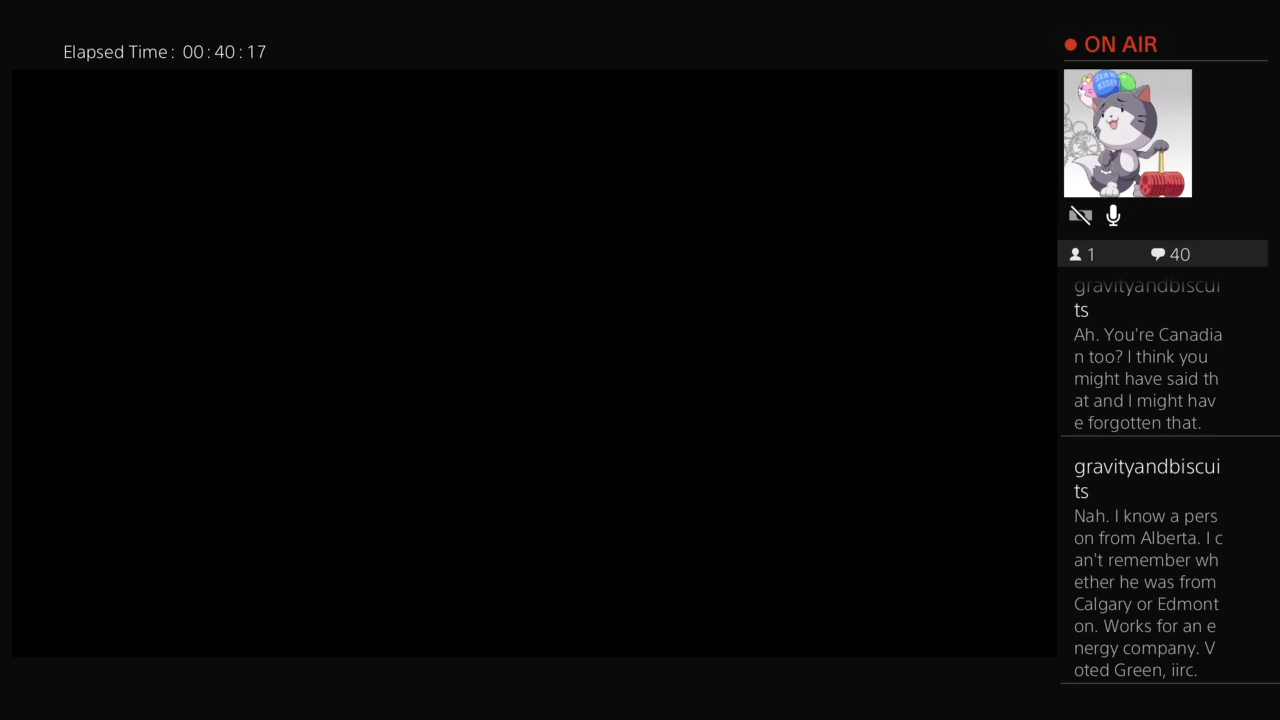 Elapsed Time: 00:40:17
ON AIR
1 40
gravityandbiscui
ts
Ah. You're Canadia
n too? I think you
might have said th
at and I might hav
e forgotten that.
gravityandbiscui
ts
Nah. I know a pers
on from Alberta. I c
an't remember wh
ether he was from
Calgary or Edmont
on. Works for an e
nergy company. V
oted Green, iirc.